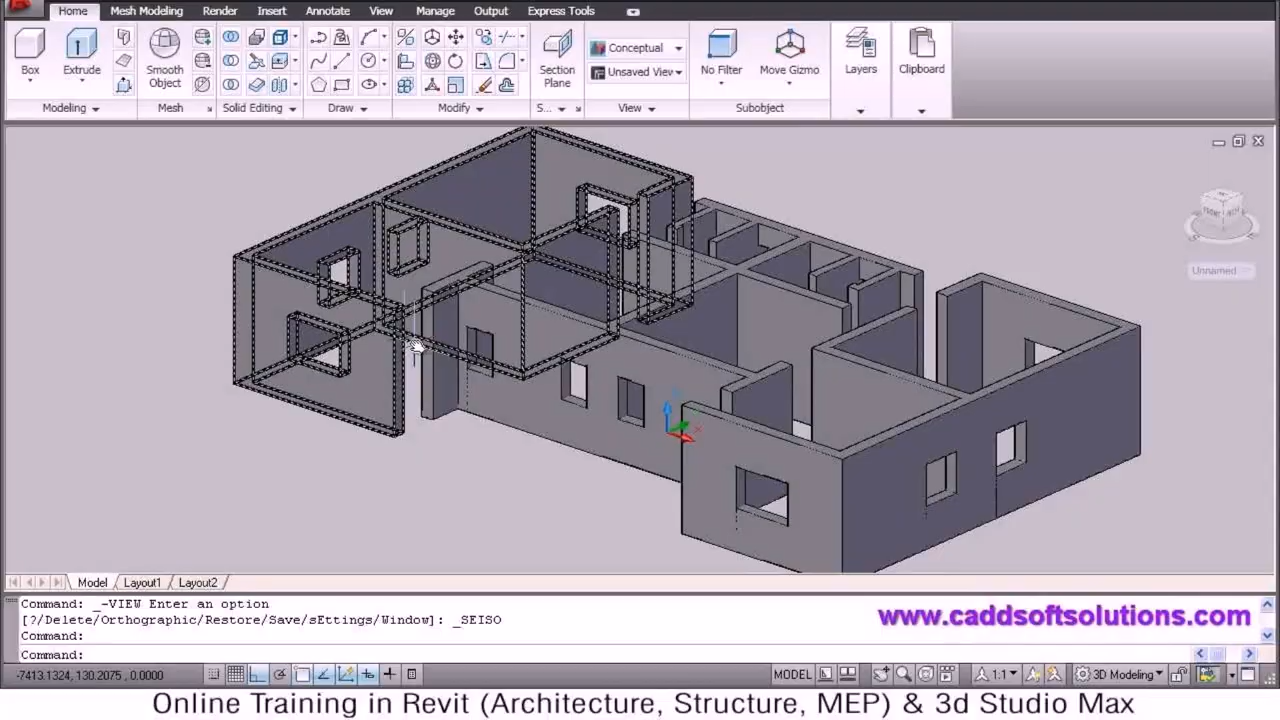 Home Mesh Modeling Render Insert Annotate View Manage Output Express Tools
Box
Extrude
Smooth Object
Section Plane
Conceptual
Unsaved View
No Filter
Move Gizmo
Layers
Clipboard
Modeling Mesh Solid Editing Draw Modify S... View Subobject
Unnamed
Model Layout1 Layout2
Command: _-VIEW Enter an option
[?/Delete/Orthographic/Restore/Save/sEttings/Window]: _SEISO
Command:
Command:
www.caddsoftsolutions.com
-7413.1324, 130.2075, 0.0000 MODEL 1:1 3D Modeling
Online Training in Revit (Architecture, Structure, MEP) & 3d Studio Max